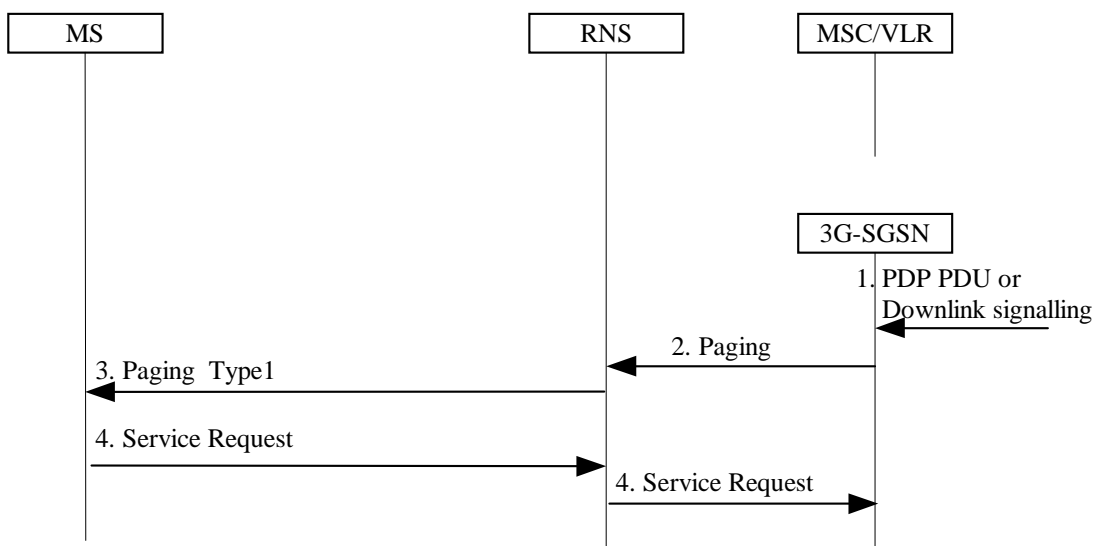 MS
RNS
MSC/VLR
3G-SGSN
1. PDP PDU or
Downlink signalling
2. Paging
3. Paging Type1
4. Service Request
4. Service Request